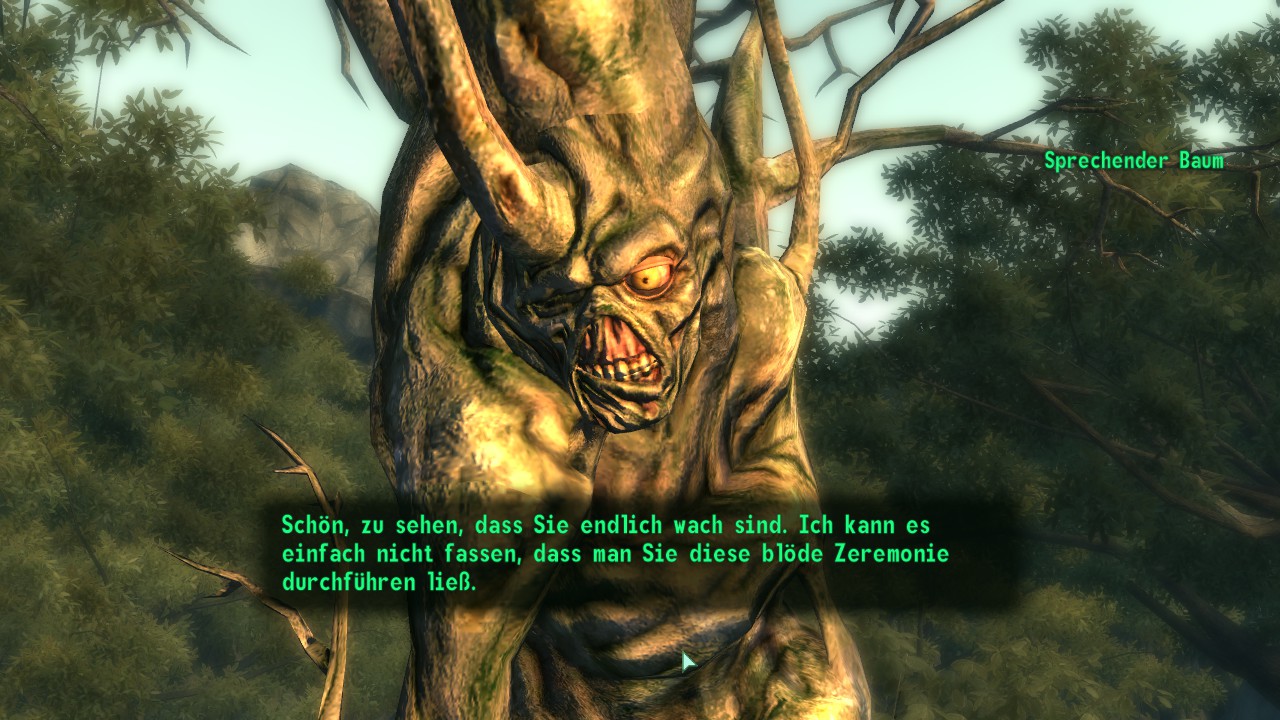 Sprechender Baum
Schön, zu sehen, dass Sie endlich wach sind. Ich kann es
einfach nicht fassen, dass man Sie diese blöde Zeremonie
durchführen ließ.